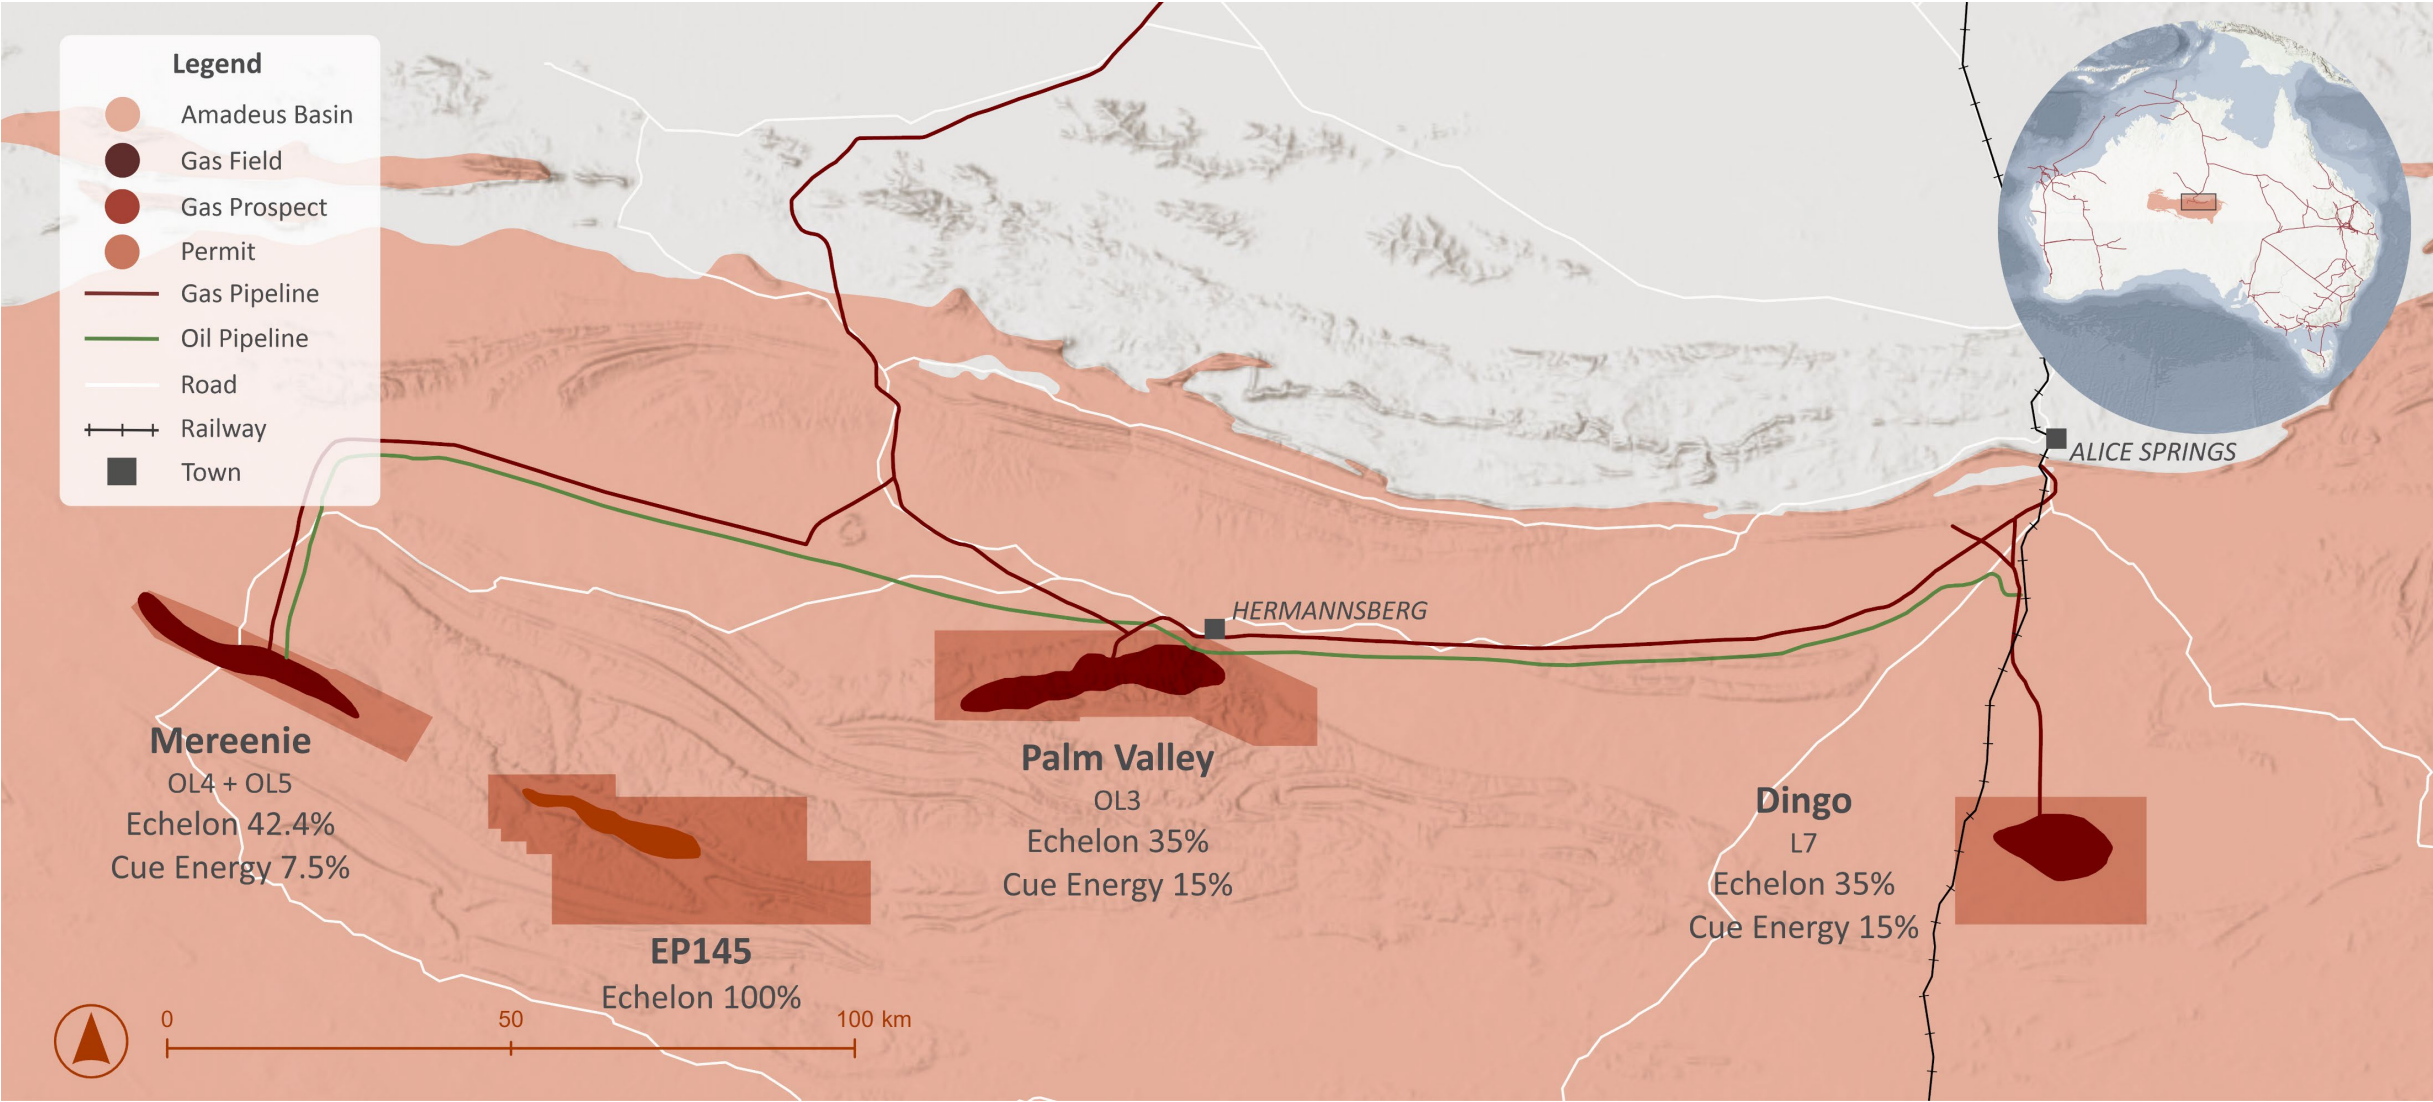 Legend
Amadeus Basin
Gas Field
Gas Prospect
Permit
Gas Pipeline
Oil Pipeline
Road
Railway
Town
ALICE SPRINGS
HERMANNSBERG
Mereenie
OL4 + OL5
Echelon 42.4%
Cue Energy 7.5%
Palm Valley
OL3
Echelon 35%
Cue Energy 15%
Dingo
L7
Echelon 35%
Cue Energy 15%
EP145
Echelon 100%
0 50 100 km